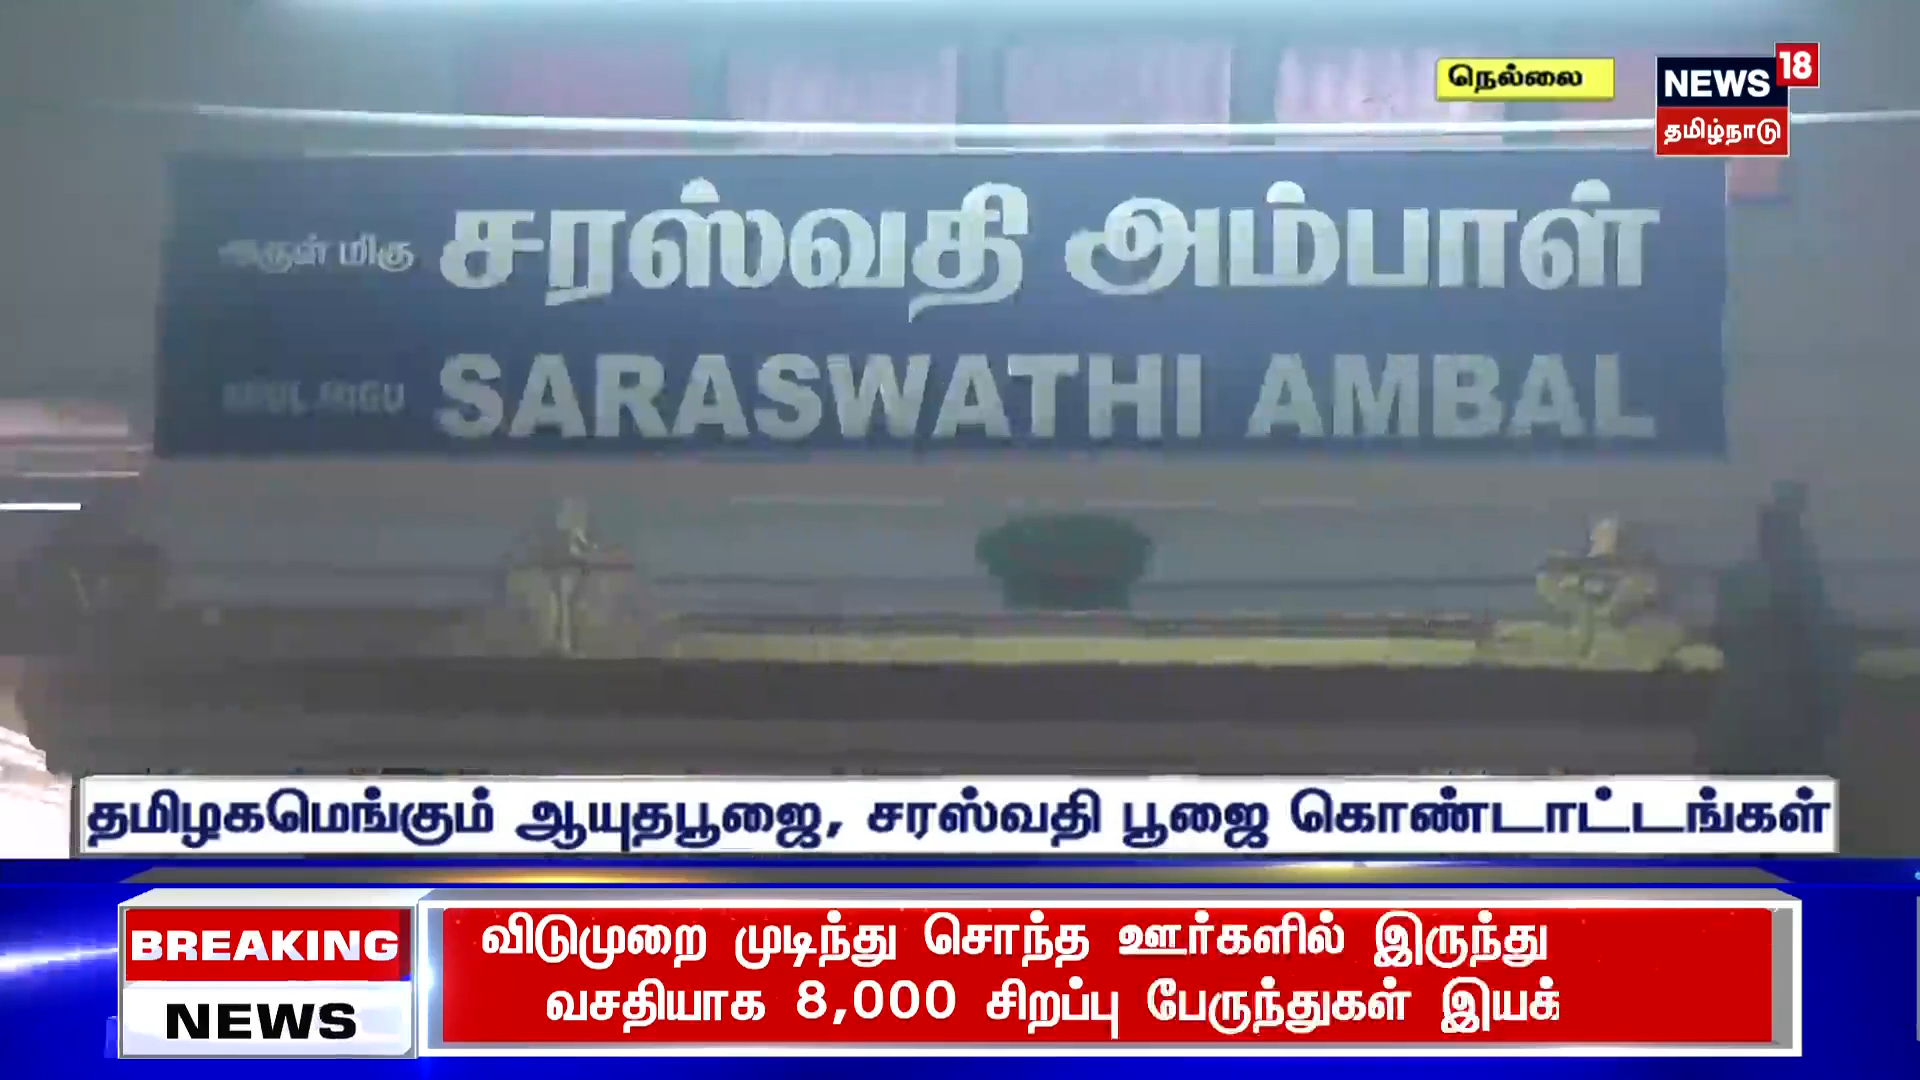 நெல்லை
NEWS 18
தமிழ்நாடு
அருள் மிகு சரஸ்வதி அம்பாள்
ARUL MIGU SARASWATHI AMBAL
தமிழகமெங்கும் ஆயுதபூஜை, சரஸ்வதி பூஜை கொண்டாட்டங்கள்
BREAKING
NEWS
விடுமுறை முடிந்து சொந்த ஊர்களில் இருந்து
வசதியாக 8,000 சிறப்பு பேருந்துகள் இயக்